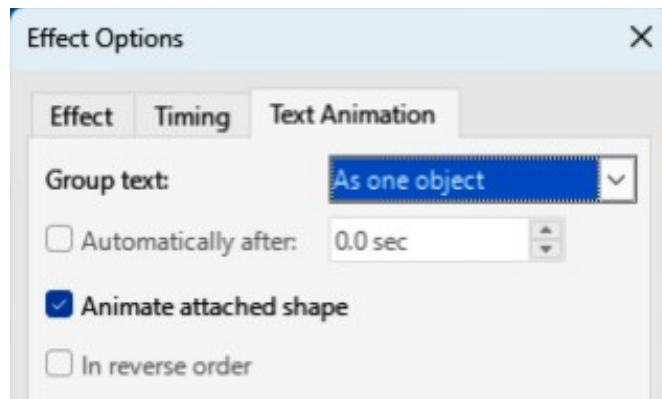 Effect Options
Effect Timing Text Animation
Group text: As one object
Automatically after: 0.0 sec
Animate attached shape
In reverse order